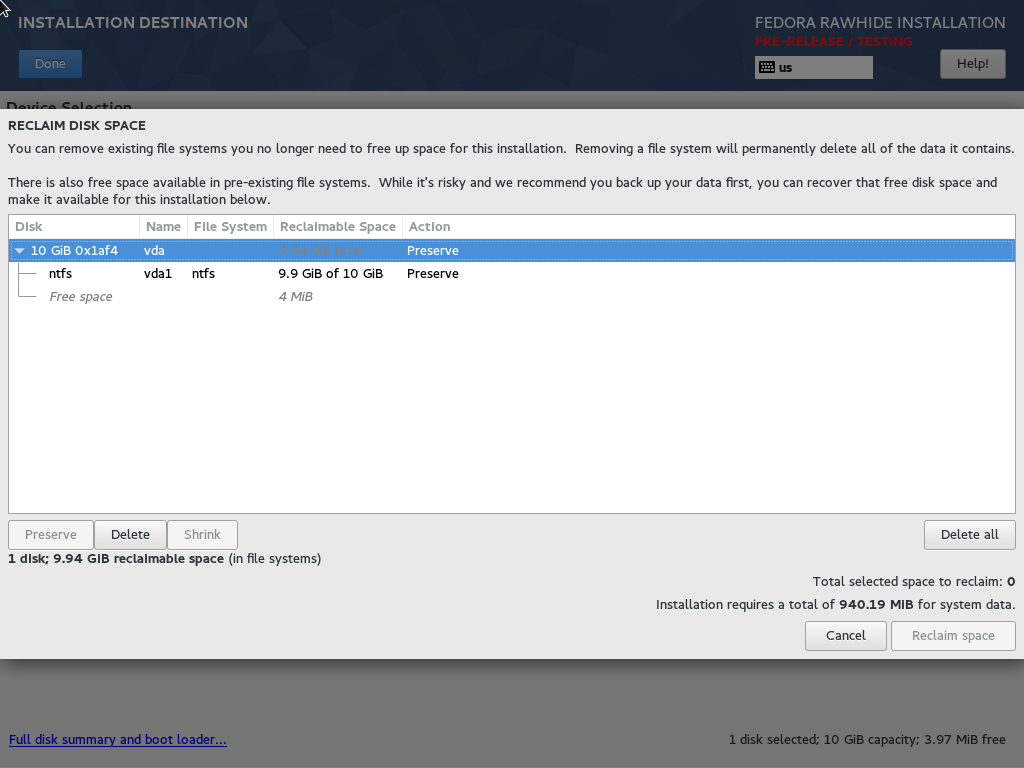 INSTALLATION DESTINATION
FEDORA RAWHIDE INSTALLATION
PRE-RELEASE / TESTING
Done
us
Help!
Device Selection
RECLAIM DISK SPACE
You can remove existing file systems you no longer need to free up space for this installation.  Removing a file system will permanently delete all of the data it contains.
There is also free space available in pre-existing file systems.  While it's risky and we recommend you back up your data first, you can recover that free disk space and
make it available for this installation below.
Disk Name File System Reclaimable Space Action
10 GiB 0x1af4 vda 9.94 GiB total Preserve
ntfs vda1 ntfs 9.9 GiB of 10 GiB Preserve
Free space 4 MiB
Preserve Delete Shrink Delete all
1 disk; 9.94 GiB reclaimable space (in file systems)
Total selected space to reclaim: 0
Installation requires a total of 940.19 MiB for system data.
Cancel Reclaim space
Full disk summary and boot loader... 1 disk selected; 10 GiB capacity; 3.97 MiB free